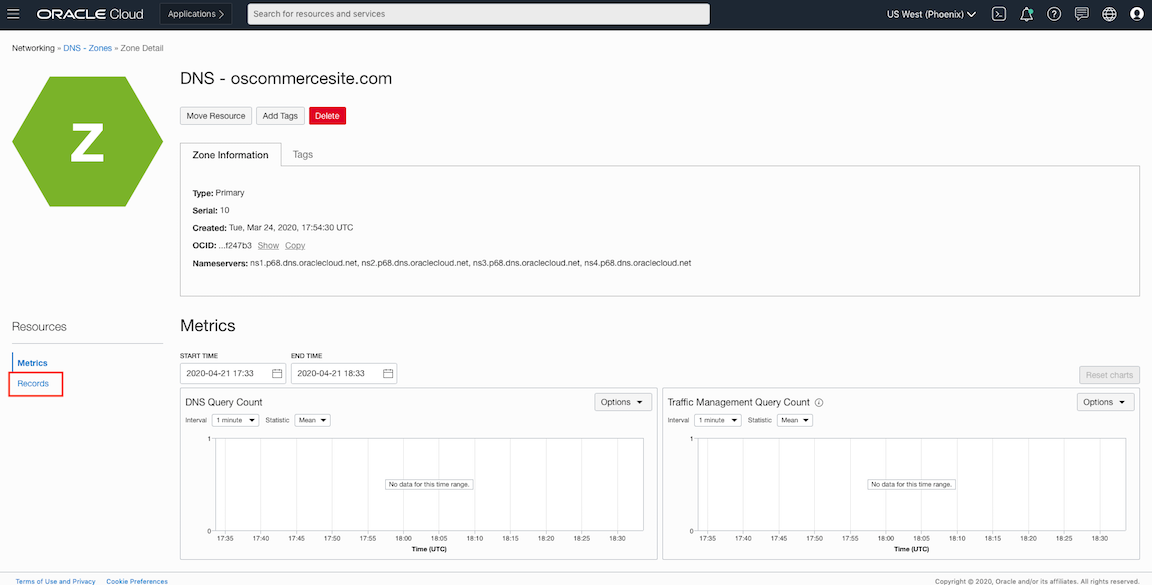 ORACLE Cloud Applications > Search for resources and services US West (Phoenix)
Networking » DNS - Zones » Zone Detail
Z
DNS - oscommercesite.com
Move Resource Add Tags Delete
Zone Information Tags
Type: Primary
Serial: 10
Created: Tue, Mar 24, 2020, 17:54:30 UTC
OCID: ...f247b3 Show Copy
Nameservers: ns1.p68.dns.oraclecloud.net, ns2.p68.dns.oraclecloud.net, ns3.p68.dns.oraclecloud.net, ns4.p68.dns.oraclecloud.net
Resources
Metrics
Records
Metrics
START TIME END TIME
2020-04-21 17:33 2020-04-21 18:33 Reset charts
DNS Query Count Options
Interval 1 minute Statistic Mean
1
No data for this time range.
0
17:35 17:40 17:45 17:50 17:55 18:00 18:05 18:10 18:15 18:20 18:25 18:30
Time (UTC)
Traffic Management Query Count Options
Interval 1 minute Statistic Mean
1
No data for this time range.
0
17:35 17:40 17:45 17:50 17:55 18:00 18:05 18:10 18:15 18:20 18:25 18:30
Time (UTC)
Terms of Use and Privacy Cookie Preferences Copyright © 2020, Oracle and/or its affiliates. All rights reserved.